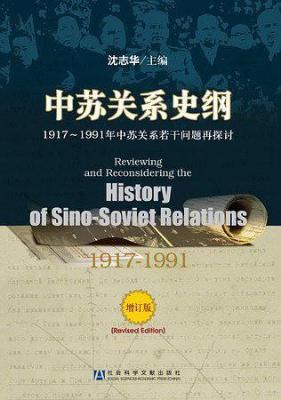 沈志华/主编
中苏关系史纲
1917～1991年中苏关系若干问题再探讨
Reviewing
and Reconsidering the
History
of Sino-Soviet Relations
1917-1991
增订版
(Revised Edition)
社会科学文献出版社
SOCIAL SCIENCES ACADEMIC PRESS (CHINA)